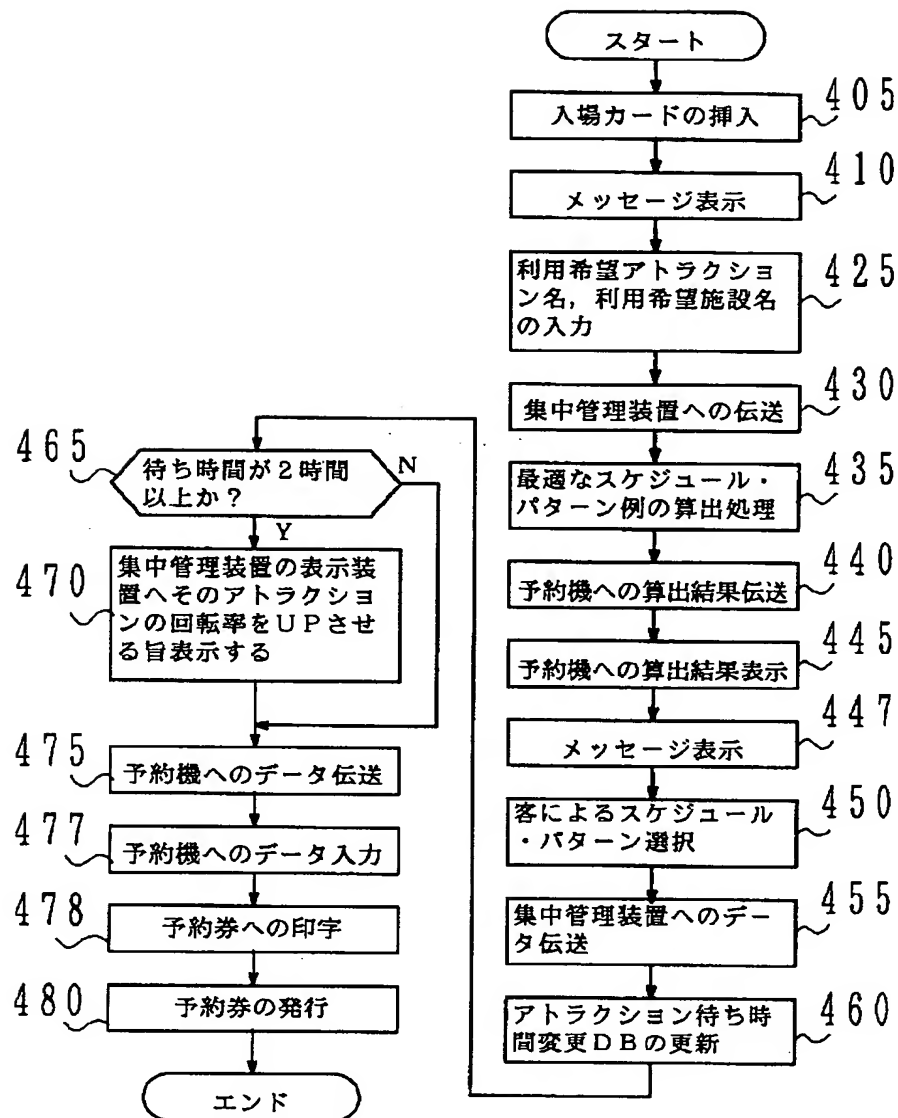 スタート
入場カードの挿入
405
メッセージ表示
410
利用希望アトラクショ
ン名，利用希望施設名
の入力
425
集中管理装置への伝送
430
最適なスケジュール・
パターン例の算出処理
435
予約機への算出結果伝送
440
予約機への算出結果表示
445
メッセージ表示
447
客によるスケジュール
・パターン選択
450
集中管理装置へのデー
タ伝送
455
アトラクション待ち時
間変更DBの更新
460
465
待ち時間が2時間
以上か？
N
Y
470
集中管理装置の表示装
置へそのアトラクショ
ンの回転率をUPさせ
る旨表示する
475
予約機へのデータ伝送
477
予約機へのデータ入力
478
予約券への印字
480
予約券の発行
エンド